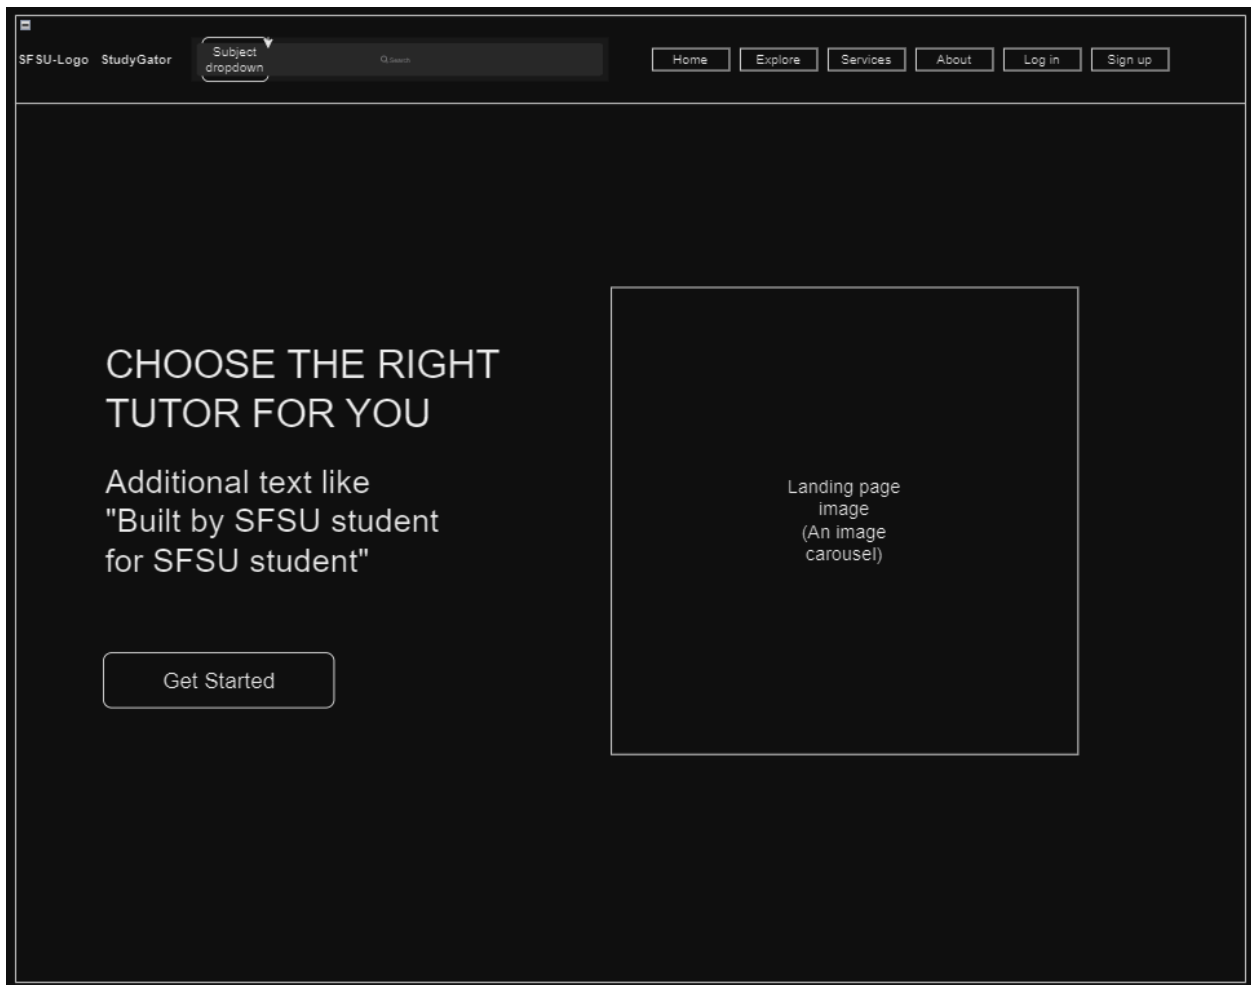 SFSU-Logo StudyGator
Subject
dropdown
Search
Home
Explore
Services
About
Log in
Sign up
CHOOSE THE RIGHT
TUTOR FOR YOU
Additional text like
"Built by SFSU student
for SFSU student"
Get Started
Landing page
image
(An image
carousel)